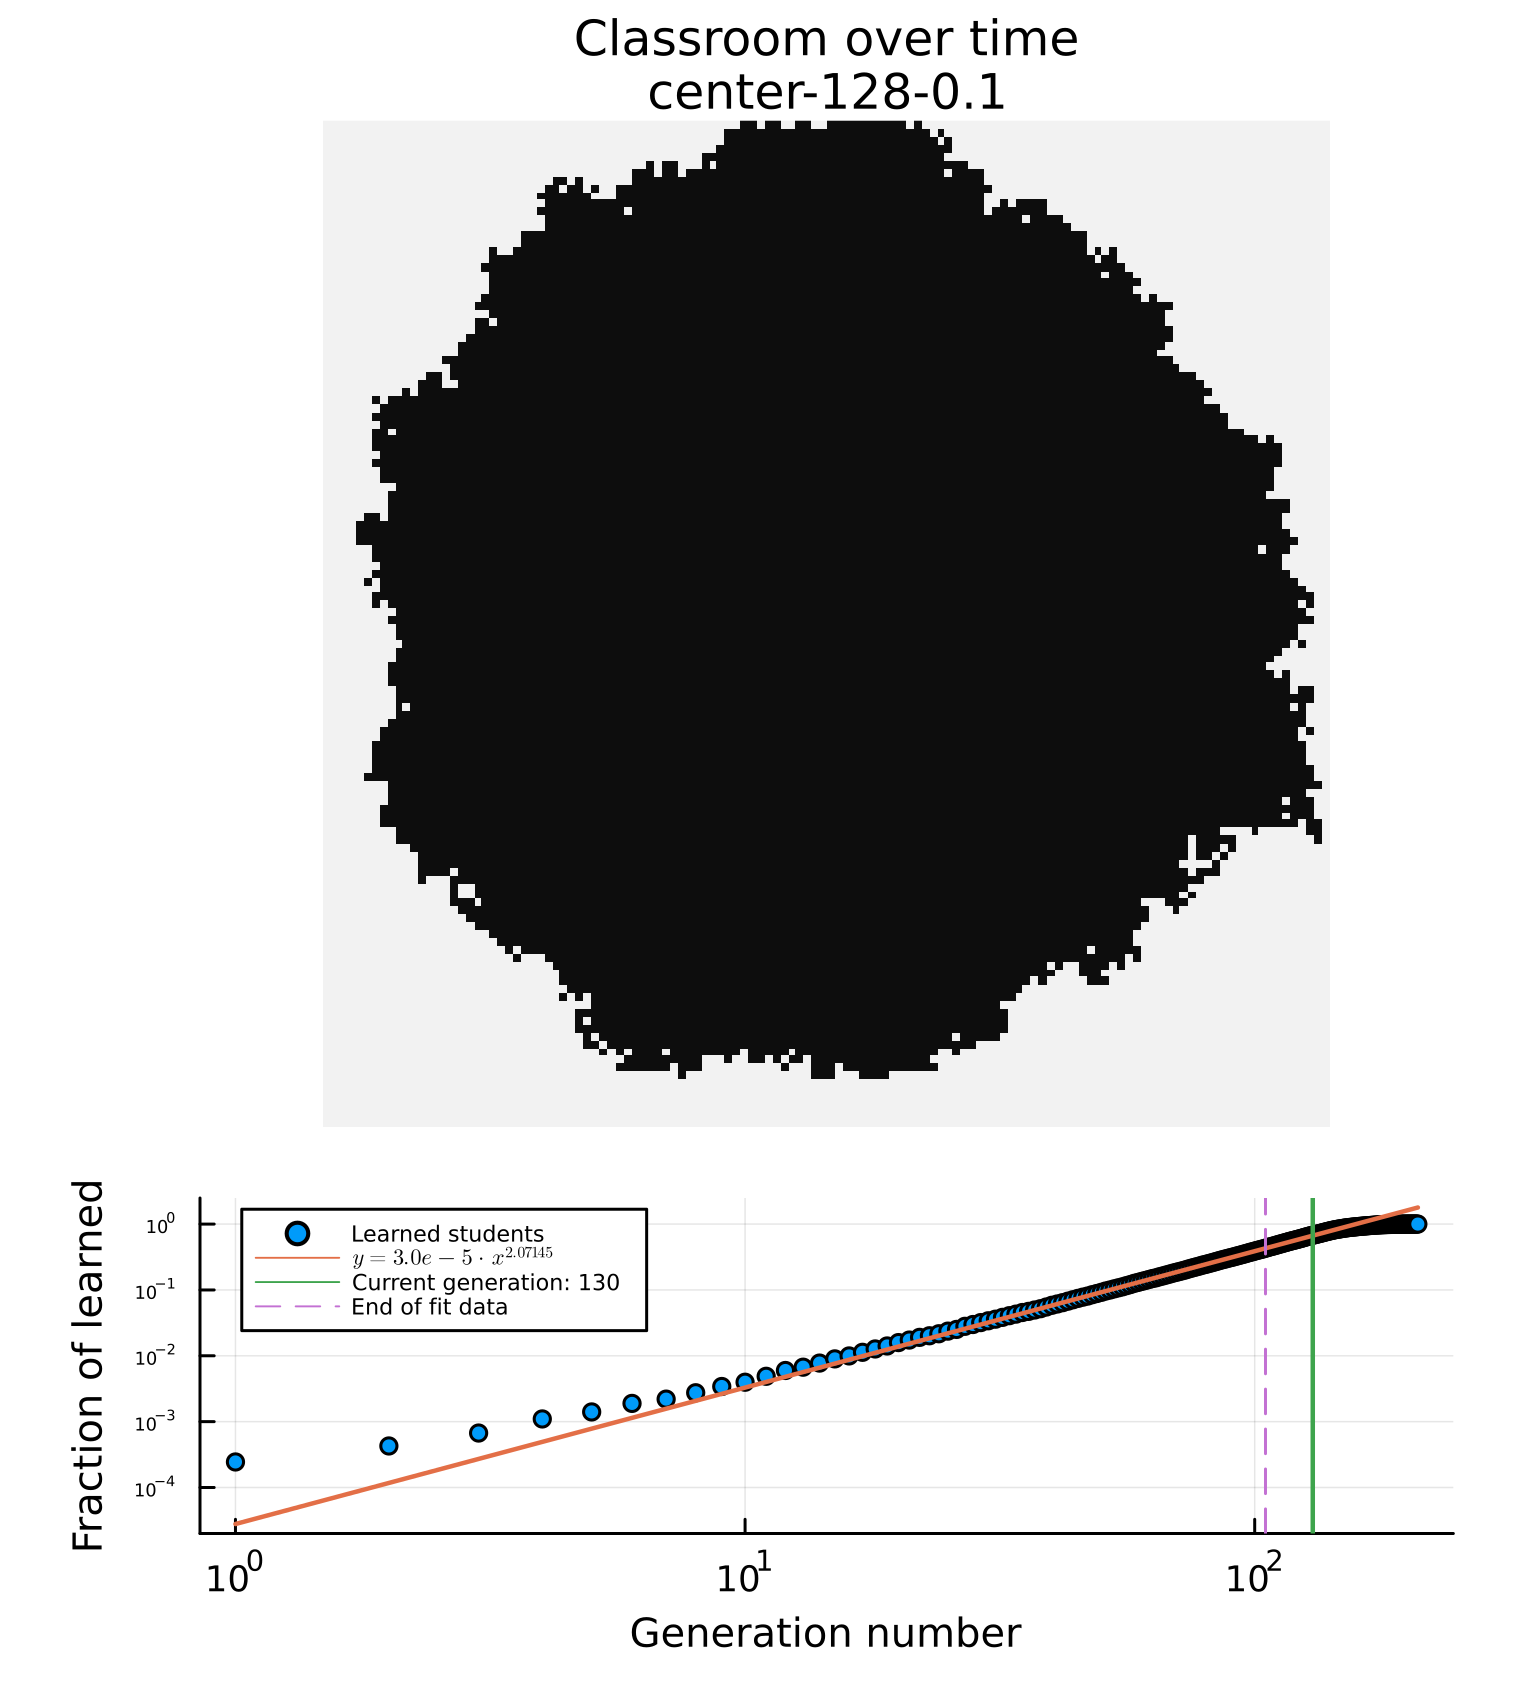 Classroom over time
center-128-0.1
Fraction of learned
10^0
10^−1
10^−2
10^−3
10^−4
Learned students
y = 3.0e − 5 · x^2.07145
Current generation: 130
End of fit data
10^0 10^1 10^2
Generation number